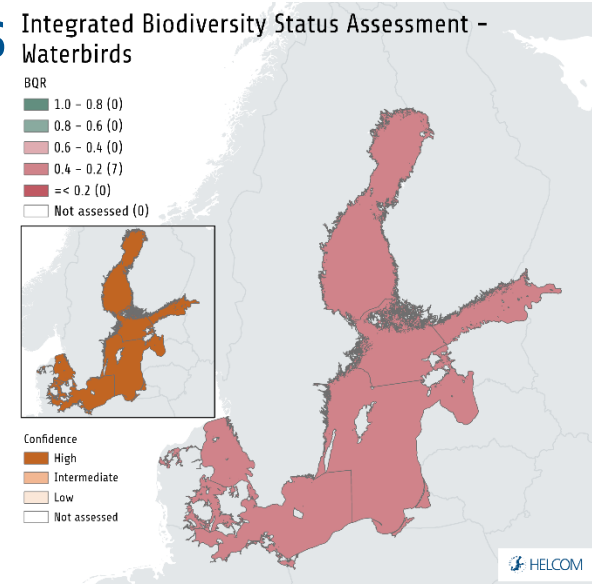 Integrated Biodiversity Status Assessment -
Waterbirds
BQR
1.0 - 0.8 (0)
0.8 - 0.6 (0)
0.6 - 0.4 (0)
0.4 - 0.2 (7)
=< 0.2 (0)
Not assessed (0)
Confidence
High
Intermediate
Low
Not assessed
HELCOM